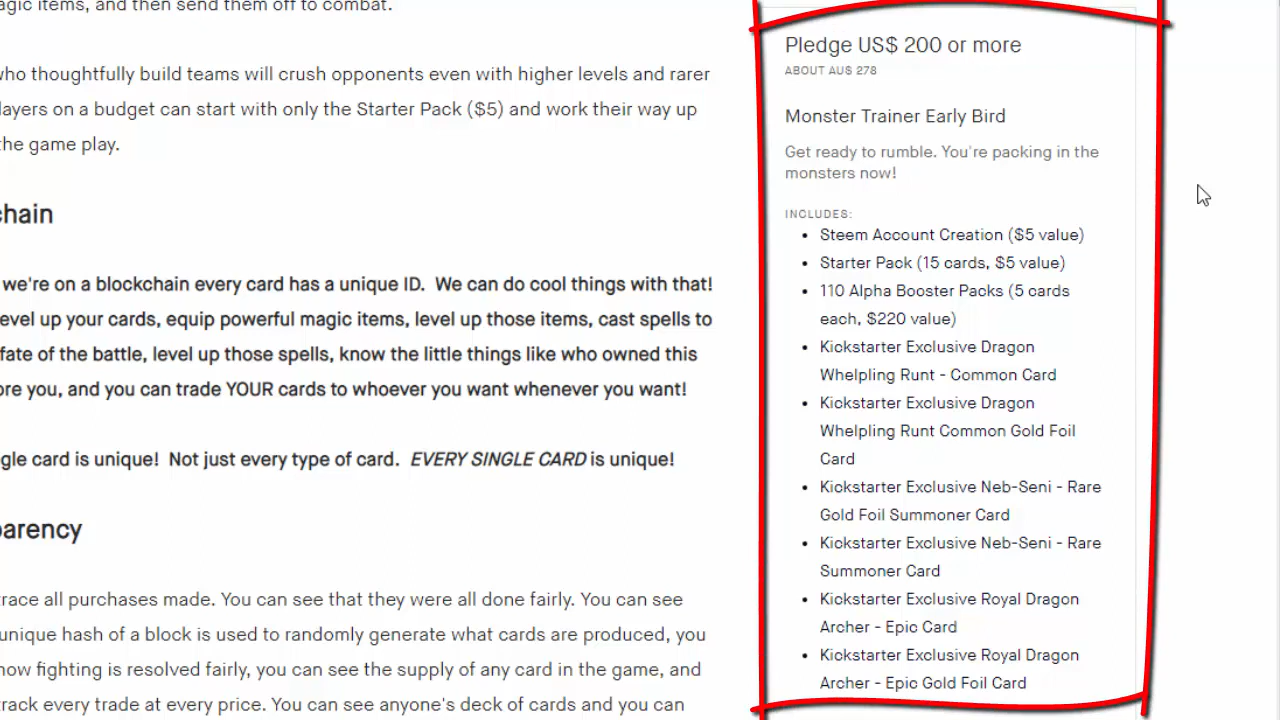 agic items, and then send them off to combat.
who thoughtfully build teams will crush opponents even with higher levels and rarer
layers on a budget can start with only the Starter Pack ($5) and work their way up
the game play.
chain
we're on a blockchain every card has a unique ID. We can do cool things with that!
evel up your cards, equip powerful magic items, level up those items, cast spells to
fate of the battle, level up those spells, know the little things like who owned this
ore you, and you can trade YOUR cards to whoever you want whenever you want!
gle card is unique! Not just every type of card. EVERY SINGLE CARD is unique!
parency
trace all purchases made. You can see that they were all done fairly. You can see
unique hash of a block is used to randomly generate what cards are produced, you
how fighting is resolved fairly, you can see the supply of any card in the game, and
track every trade at every price. You can see anyone's deck of cards and you can
Pledge US$ 200 or more
ABOUT AU$ 278
Monster Trainer Early Bird
Get ready to rumble. You're packing in the
monsters now!
INCLUDES:
• Steem Account Creation ($5 value)
• Starter Pack (15 cards, $5 value)
• 110 Alpha Booster Packs (5 cards
each, $220 value)
• Kickstarter Exclusive Dragon
Whelpling Runt - Common Card
• Kickstarter Exclusive Dragon
Whelpling Runt Common Gold Foil
Card
• Kickstarter Exclusive Neb-Seni - Rare
Gold Foil Summoner Card
• Kickstarter Exclusive Neb-Seni - Rare
Summoner Card
• Kickstarter Exclusive Royal Dragon
Archer - Epic Card
• Kickstarter Exclusive Royal Dragon
Archer - Epic Gold Foil Card